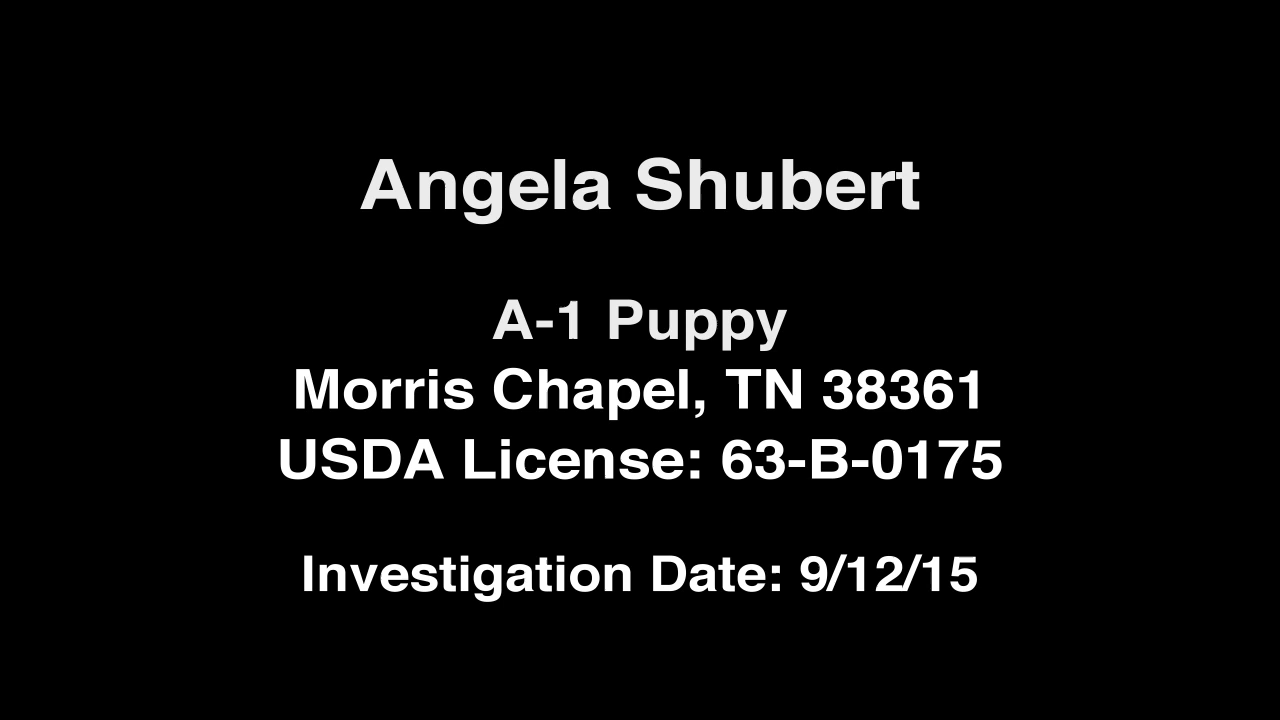 Angela Shubert
A-1 Puppy
Morris Chapel, TN 38361
USDA License: 63-B-0175
Investigation Date: 9/12/15